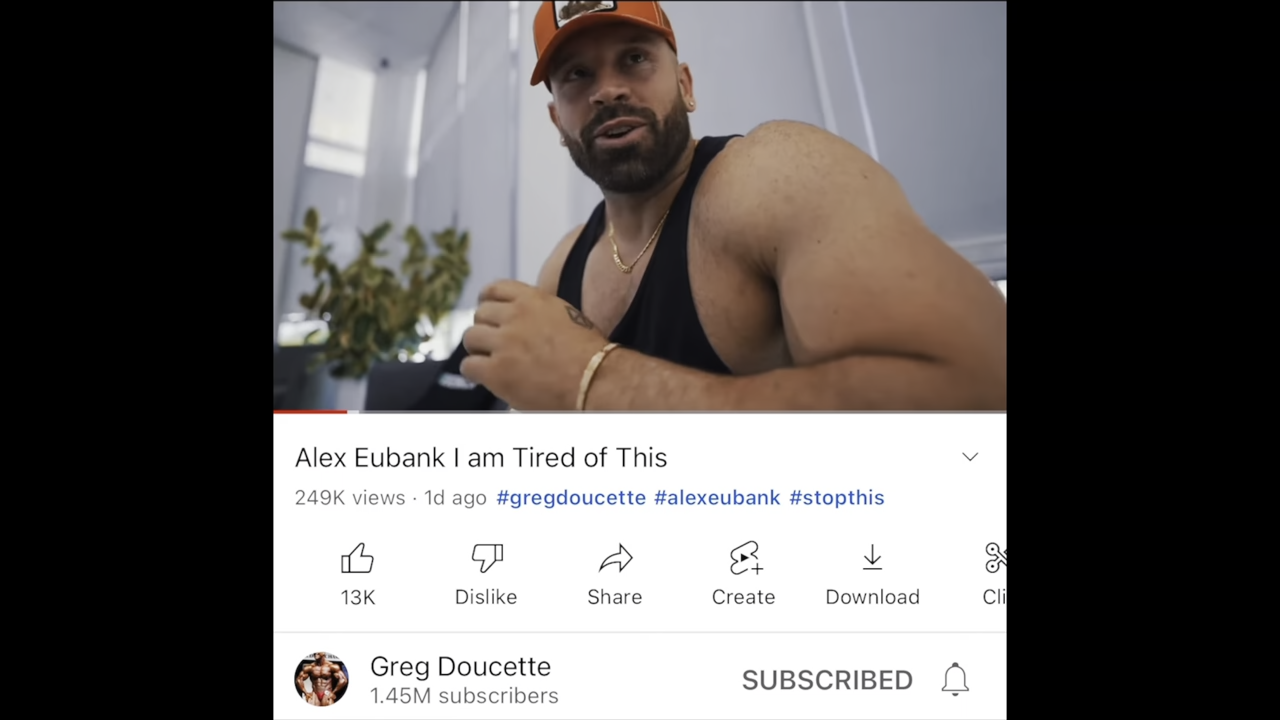 Alex Eubank I am Tired of This
249K views · 1d ago #gregdoucette #alexeubank #stopthis
13K
Dislike
Share
Create
Download
Cli
Greg Doucette
1.45M subscribers
SUBSCRIBED